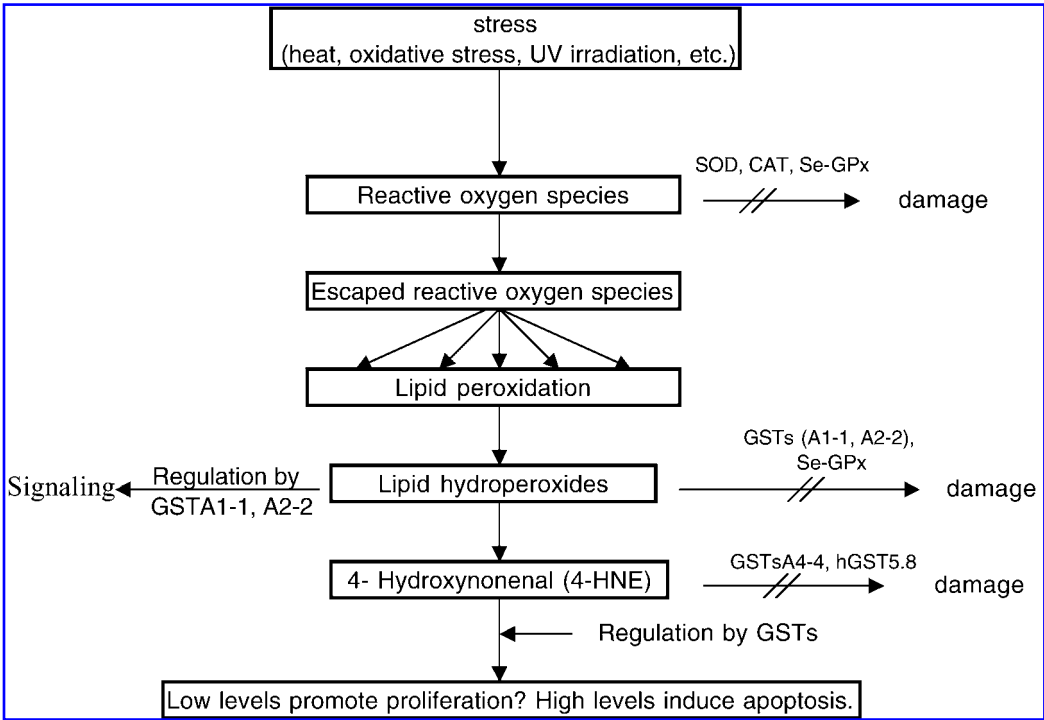 stress
(heat, oxidative stress, UV irradiation, etc.)
SOD, CAT, Se-GPx
Reactive oxygen species
damage
Escaped reactive oxygen species
Lipid peroxidation
GSTs (A1-1, A2-2),
Se-GPx
Signaling
Regulation by
GSTA1-1, A2-2
Lipid hydroperoxides
damage
GSTsA4-4, hGST5.8
4- Hydroxynonenal (4-HNE)
damage
Regulation by GSTs
Low levels promote proliferation? High levels induce apoptosis.